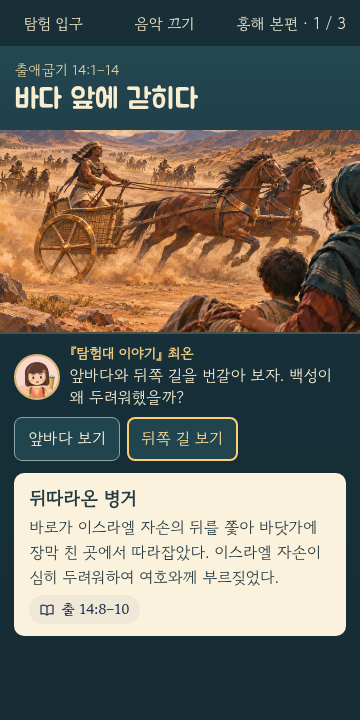 탐험 입구
음악 끄기
홍해 본편 · 1 / 3
출애굽기 14:1–14
바다 앞에 갇히다
『탐험대 이야기』 최온
앞바다와 뒤쪽 길을 번갈아 보자. 백성이
왜 두려워했을까?
앞바다 보기
뒤쪽 길 보기
뒤따라온 병거
바로가 이스라엘 자손의 뒤를 쫓아 바닷가에
장막 친 곳에서 따라잡았다. 이스라엘 자손이
심히 두려워하여 여호와께 부르짖었다.
출 14:8–10